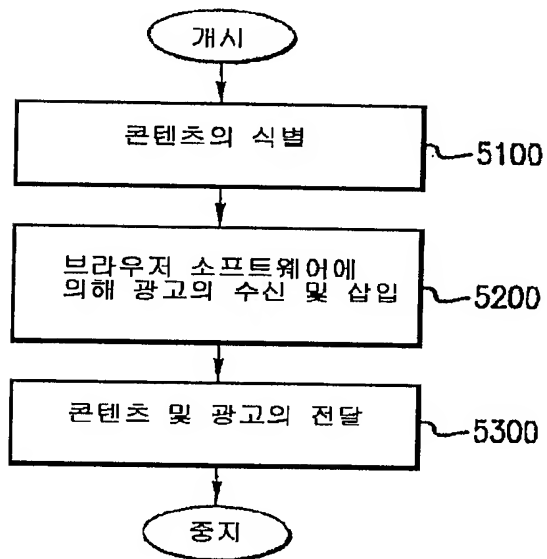 개시
콘텐츠의 식별
5100
브라우저 소프트웨어에
의해 광고의 수신 및 삽입
5200
콘텐츠 및 광고의 전달
5300
중지